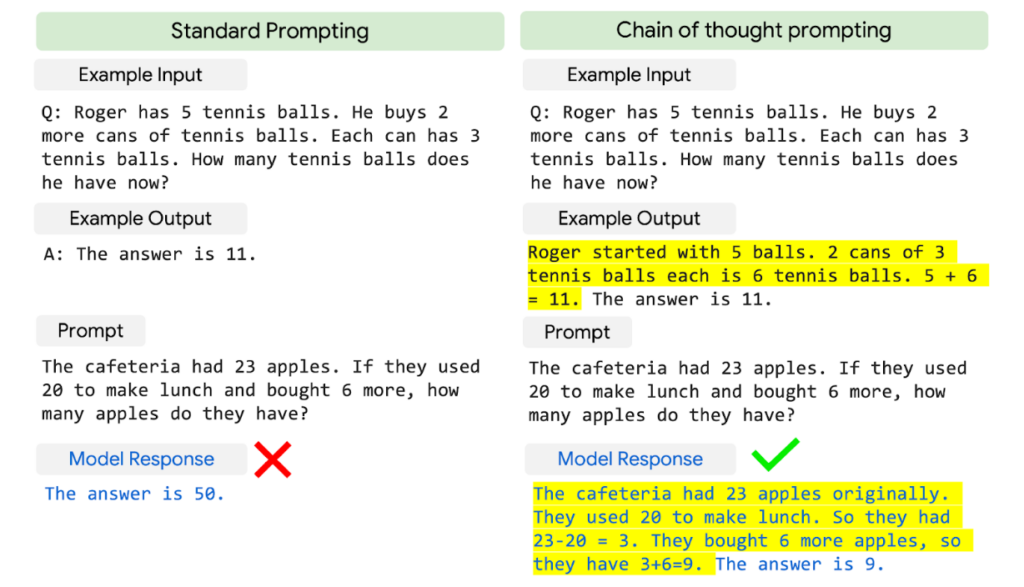 Standard Prompting
Example Input
Q: Roger has 5 tennis balls. He buys 2
more cans of tennis balls. Each can has 3
tennis balls. How many tennis balls does
he have now?
Example Output
A: The answer is 11.
Prompt
The cafeteria had 23 apples. If they used
20 to make lunch and bought 6 more, how
many apples do they have?
Model Response
The answer is 50.
Chain of thought prompting
Example Input
Q: Roger has 5 tennis balls. He buys 2
more cans of tennis balls. Each can has 3
tennis balls. How many tennis balls does
he have now?
Example Output
Roger started with 5 balls. 2 cans of 3
tennis balls each is 6 tennis balls. 5 + 6
= 11. The answer is 11.
Prompt
The cafeteria had 23 apples. If they used
20 to make lunch and bought 6 more, how
many apples do they have?
Model Response
The cafeteria had 23 apples originally.
They used 20 to make lunch. So they had
23-20 = 3. They bought 6 more apples, so
they have 3+6=9. The answer is 9.